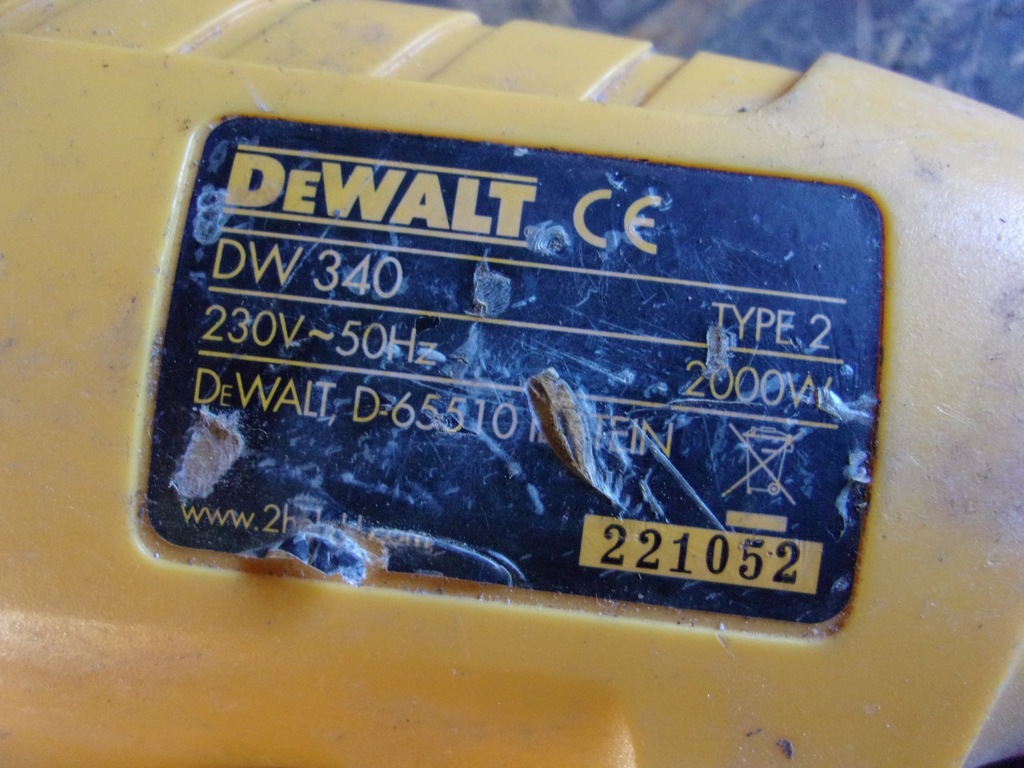 DEWALT CE
DW 340
TYPE 2
230V~50Hz
2000W
DEWALT, D-65510
221052